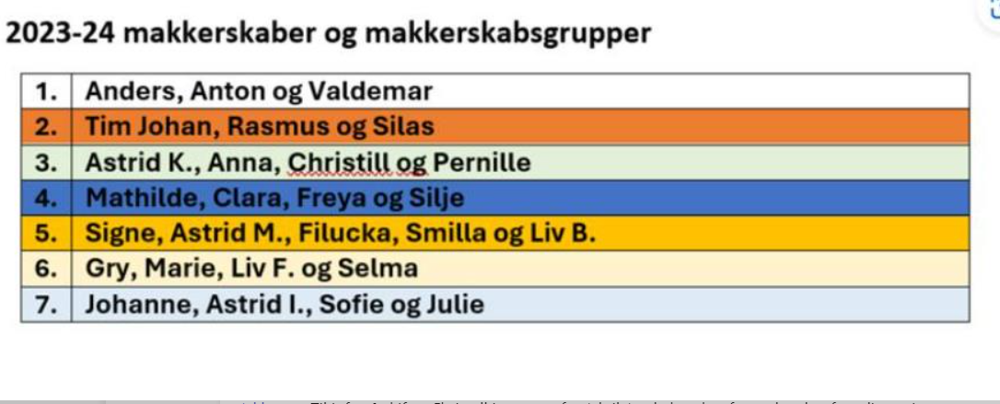 2023-24 makkerskaber og makkerskabsgrupper
1. Anders, Anton og Valdemar
2. Tim Johan, Rasmus og Silas
3. Astrid K., Anna, Christill og Pernille
4. Mathilde, Clara, Freya og Silje
5. Signe, Astrid M., Filucka, Smilla og Liv B.
6. Gry, Marie, Liv F. og Selma
7. Johanne, Astrid I., Sofie og Julie